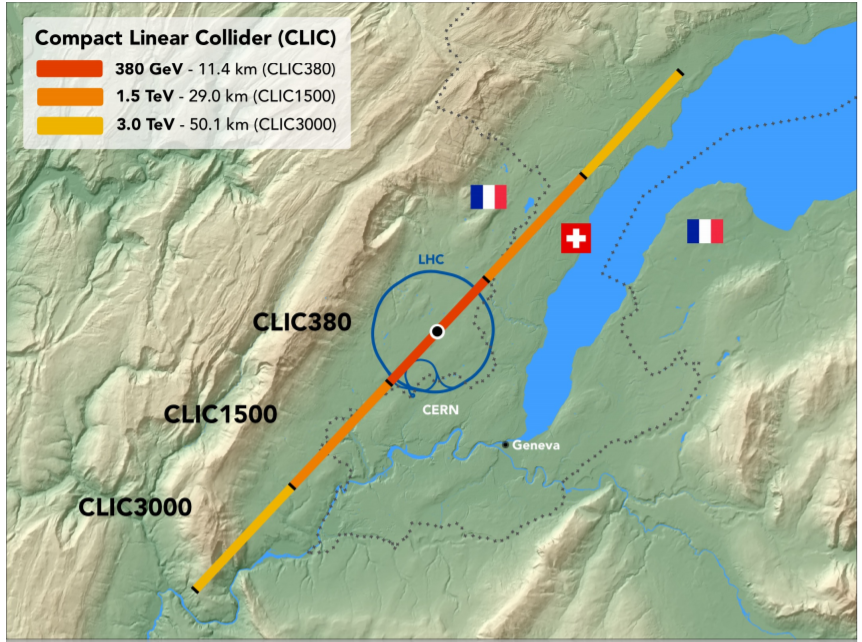 Compact Linear Collider (CLIC)
380 GeV - 11.4 km (CLIC380)
1.5 TeV - 29.0 km (CLIC1500)
3.0 TeV - 50.1 km (CLIC3000)
LHC
CLIC380
CLIC1500
CERN
Geneva
CLIC3000